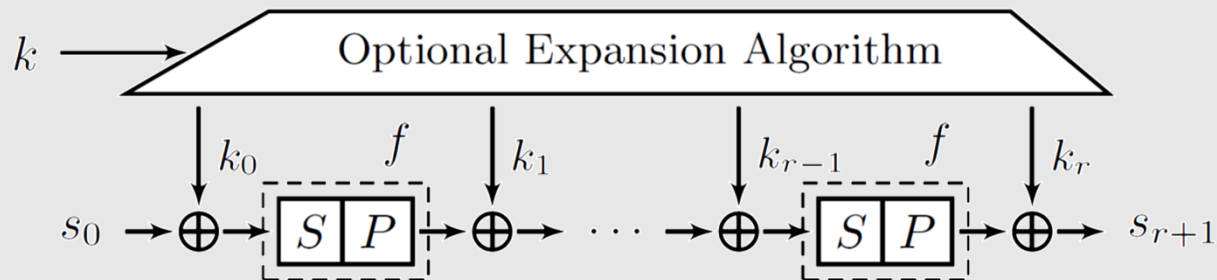 k Optional Expansion Algorithm
k₀ f k₁ kᵣ₋₁ f kᵣ
s₀ ⊕ S P ⊕ ··· ⊕ S P ⊕ sᵣ₊₁